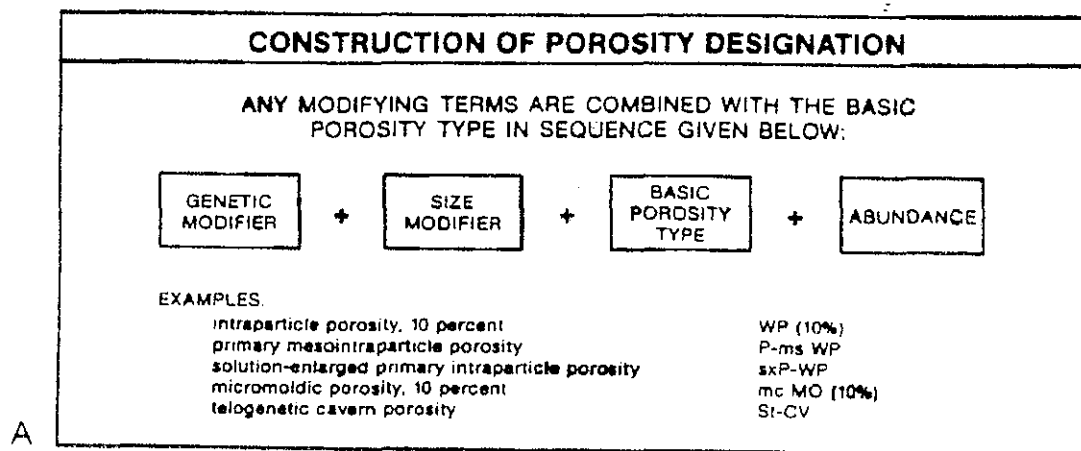 CONSTRUCTION OF POROSITY DESIGNATION
ANY MODIFYING TERMS ARE COMBINED WITH THE BASIC
POROSITY TYPE IN SEQUENCE GIVEN BELOW:
GENETIC
MODIFIER
+
SIZE
MODIFIER
+
BASIC
POROSITY
TYPE
+
ABUNDANCE
EXAMPLES.
intraparticle porosity, 10 percent WP (10%)
primary mesointraparticle porosity P-ms WP
solution-enlarged primary intraparticle porosity sxP-WP
micromoldic porosity, 10 percent mc MO (10%)
telogenetic cavern porosity St-CV
A